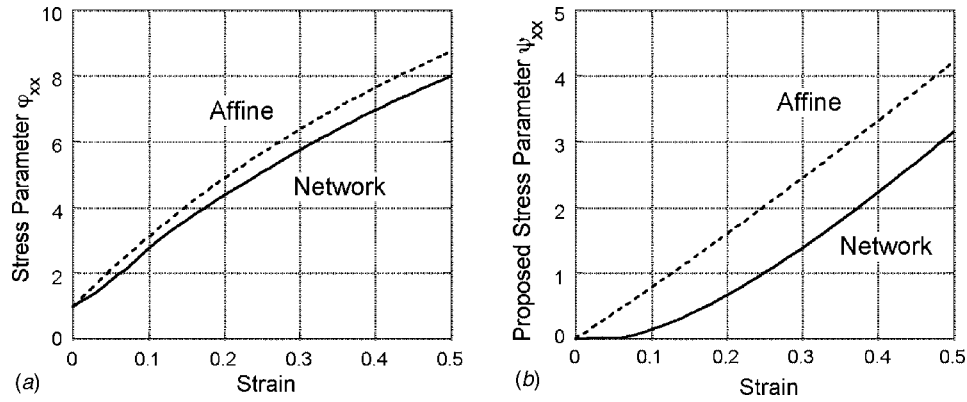 Stress Parameter φxx
10
8
6
4
2
0
Affine
Network
0
0.1
0.2
0.3
0.4
0.5
(a)
Strain
Proposed Stress Parameter ψxx
5
4
3
2
1
0
Affine
Network
0
0.1
0.2
0.3
0.4
0.5
(b)
Strain